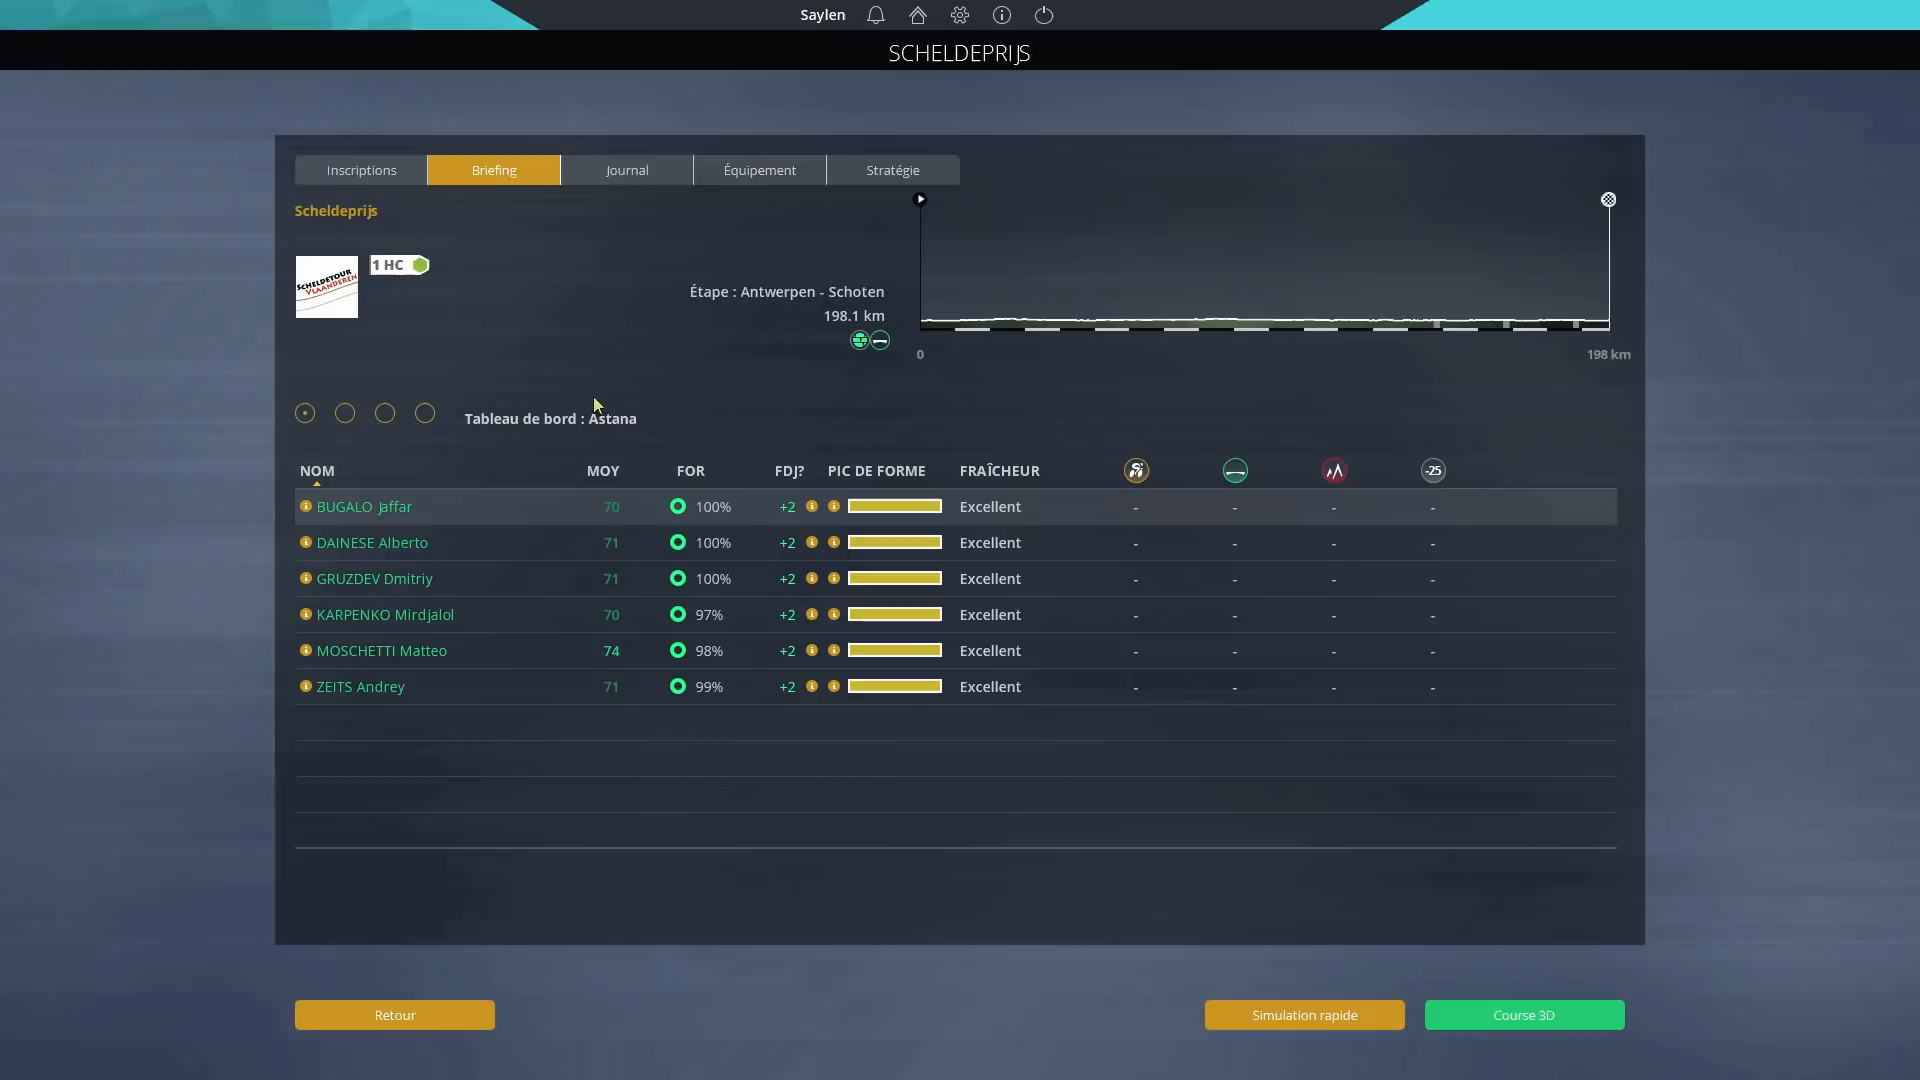 Saylen
SCHELDEPRIJS
Inscriptions Briefing Journal Équipement Stratégie
Scheldeprijs
SCHELDETOUR
VLAANDEREN
1 HC
Étape : Antwerpen - Schoten
198.1 km
0 198 km
Tableau de bord : Astana
NOM MOY FOR FDJ? PIC DE FORME FRAÎCHEUR -25
BUGALO Jaffar 70 100% +2 Excellent - - - -
DAINESE Alberto 71 100% +2 Excellent - - - -
GRUZDEV Dmitriy 71 100% +2 Excellent - - - -
KARPENKO Mirdjalol 70 97% +2 Excellent - - - -
MOSCHETTI Matteo 74 98% +2 Excellent - - - -
ZEITS Andrey 71 99% +2 Excellent - - - -
Retour Simulation rapide Course 3D